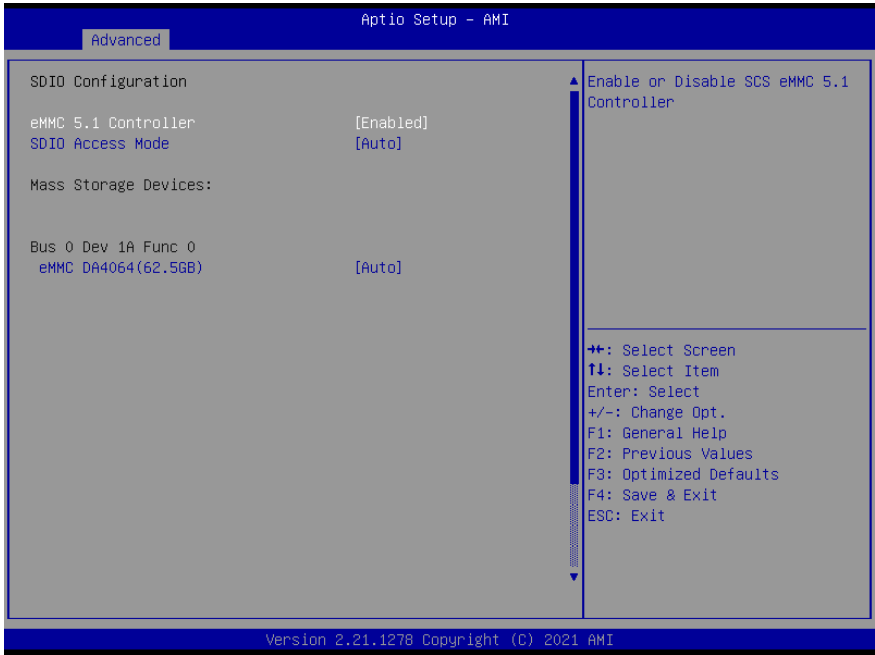 Aptio Setup – AMI
Advanced
SDIO Configuration
eMMC 5.1 Controller [Enabled]
SDIO Access Mode [Auto]
Mass Storage Devices:
Bus 0 Dev 1A Func 0
eMMC DA4064(62.5GB) [Auto]
Enable or Disable SCS eMMC 5.1
Controller
→←: Select Screen
↑↓: Select Item
Enter: Select
+/-: Change Opt.
F1: General Help
F2: Previous Values
F3: Optimized Defaults
F4: Save & Exit
ESC: Exit
Version 2.21.1278 Copyright (C) 2021 AMI